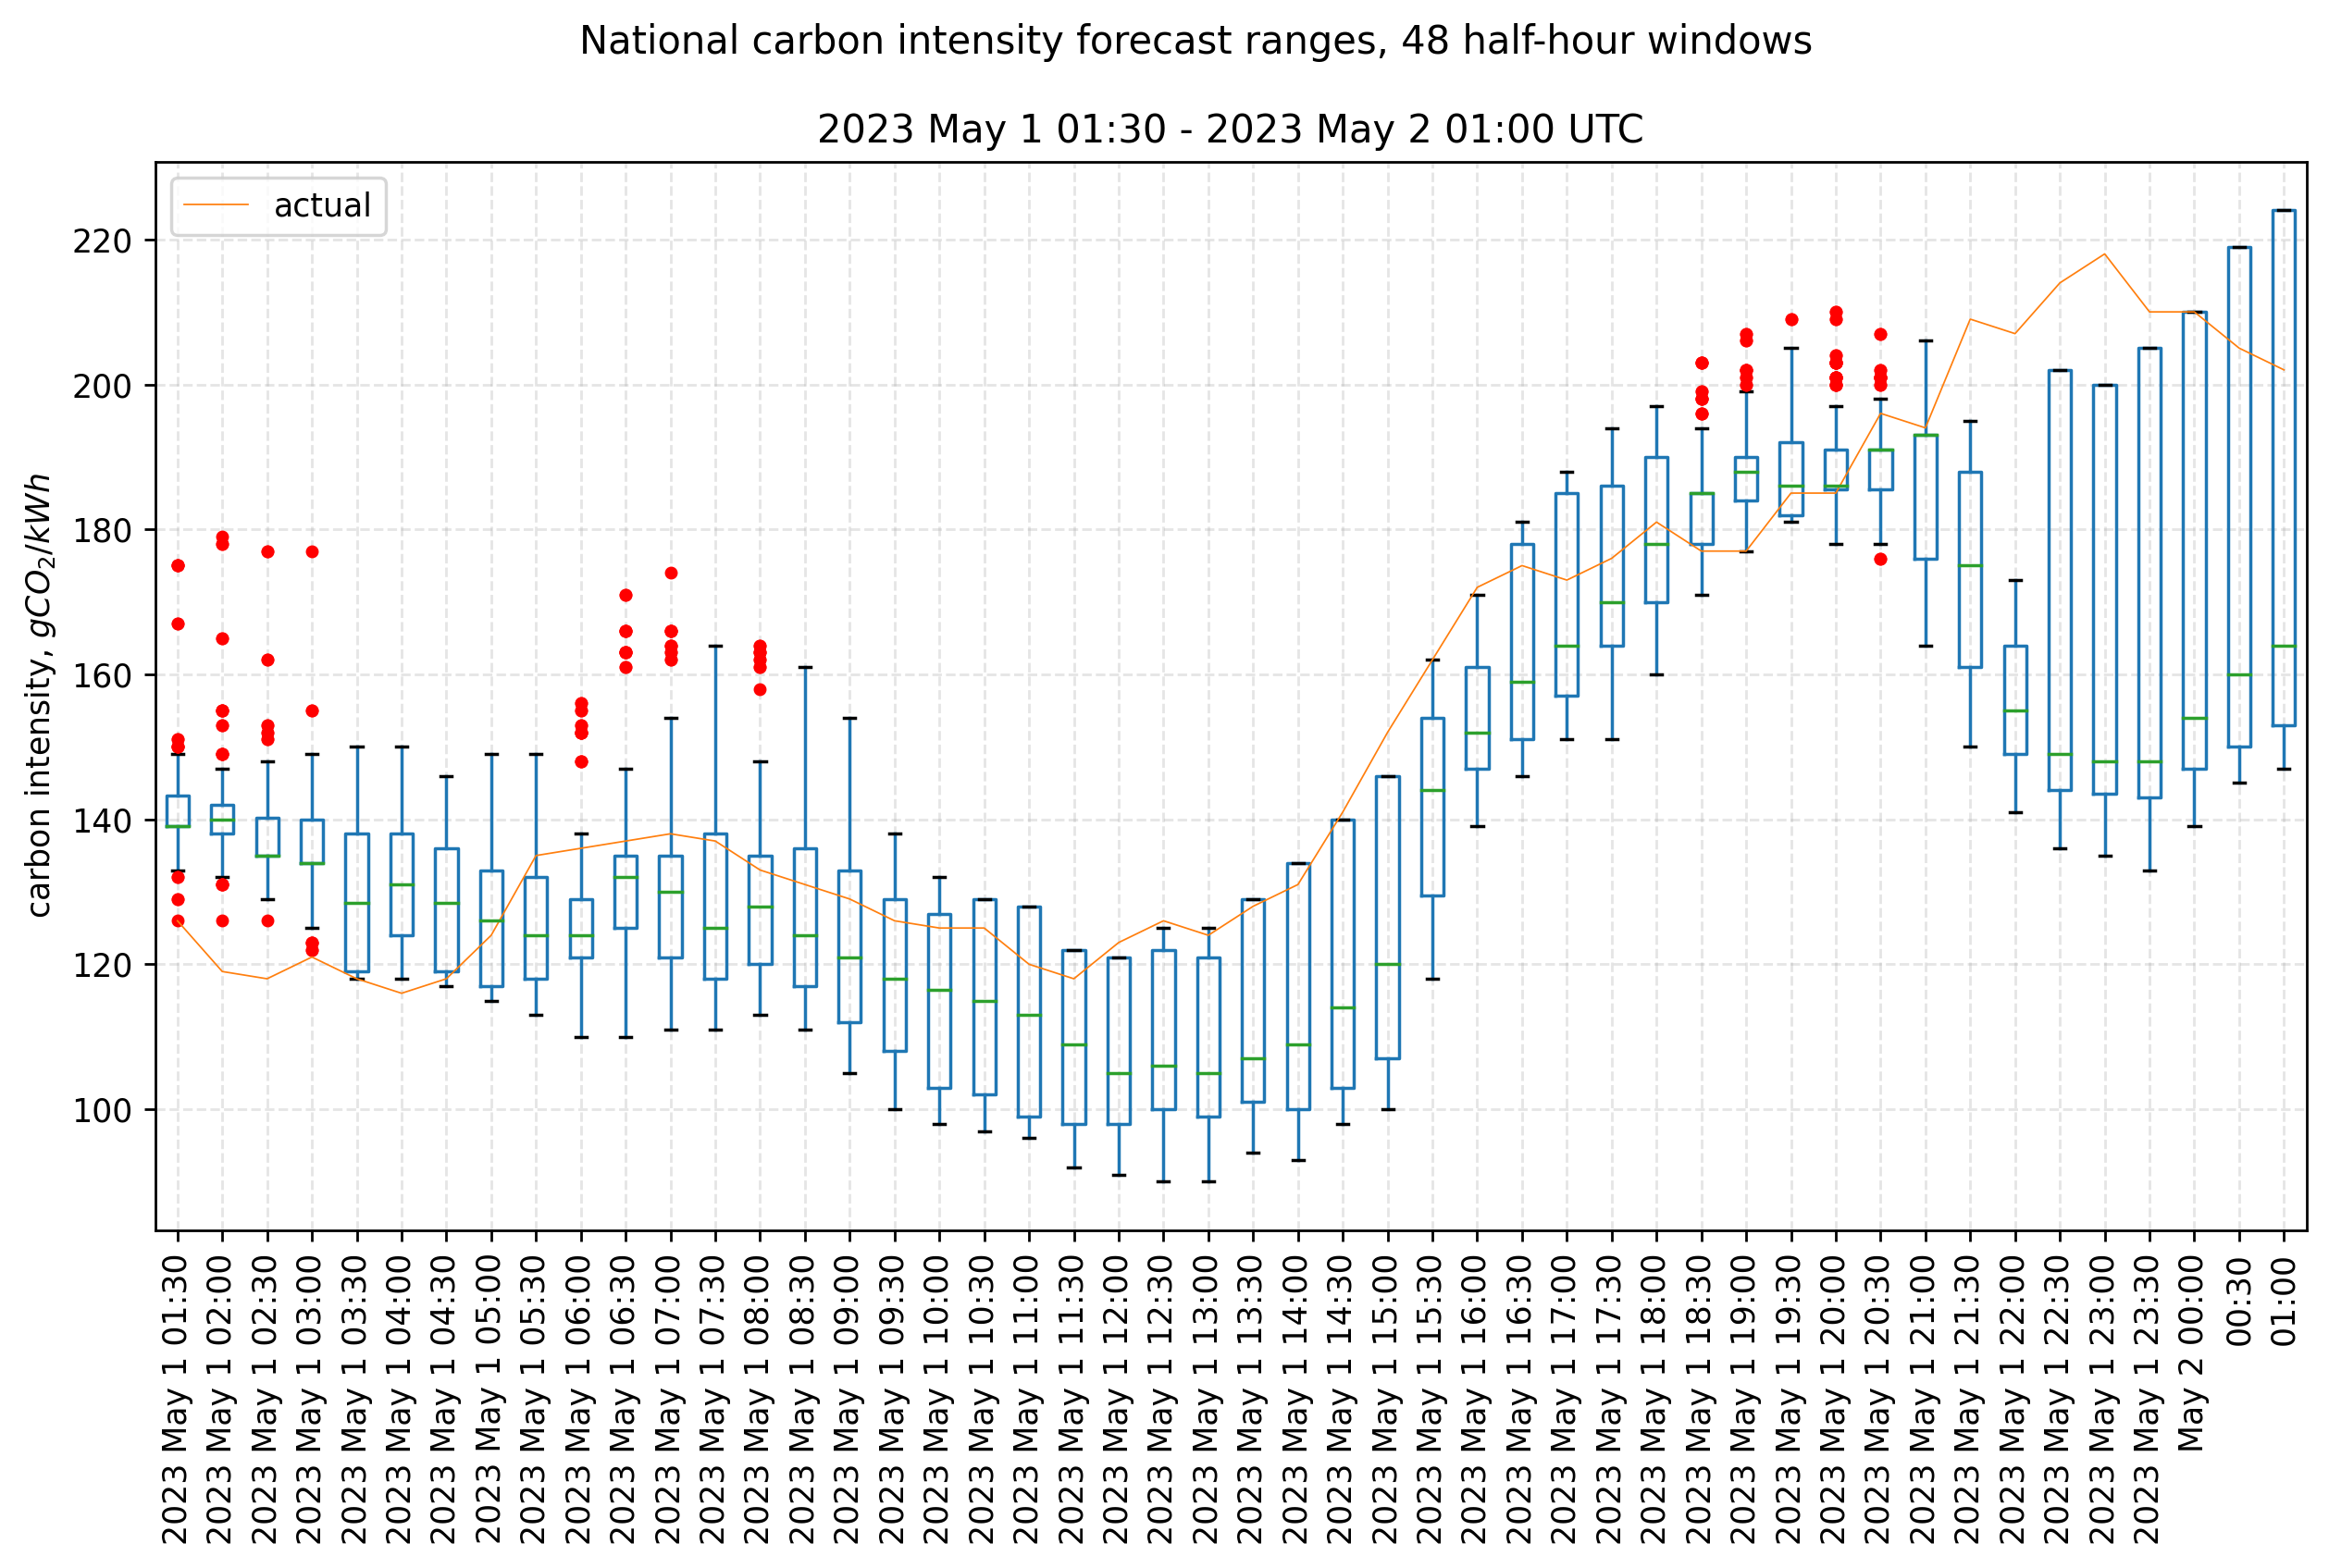 National carbon intensity forecast ranges, 48 half-hour windows
2023 May 1 01:30 - 2023 May 2 01:00 UTC
actual
carbon intensity, gCO₂/kWh
220
200
180
160
140
120
100
2023 May 1 01:30
2023 May 1 02:00
2023 May 1 02:30
2023 May 1 03:00
2023 May 1 03:30
2023 May 1 04:00
2023 May 1 04:30
2023 May 1 05:00
2023 May 1 05:30
2023 May 1 06:00
2023 May 1 06:30
2023 May 1 07:00
2023 May 1 07:30
2023 May 1 08:00
2023 May 1 08:30
2023 May 1 09:00
2023 May 1 09:30
2023 May 1 10:00
2023 May 1 10:30
2023 May 1 11:00
2023 May 1 11:30
2023 May 1 12:00
2023 May 1 12:30
2023 May 1 13:00
2023 May 1 13:30
2023 May 1 14:00
2023 May 1 14:30
2023 May 1 15:00
2023 May 1 15:30
2023 May 1 16:00
2023 May 1 16:30
2023 May 1 17:00
2023 May 1 17:30
2023 May 1 18:00
2023 May 1 18:30
2023 May 1 19:00
2023 May 1 19:30
2023 May 1 20:00
2023 May 1 20:30
2023 May 1 21:00
2023 May 1 21:30
2023 May 1 22:00
2023 May 1 22:30
2023 May 1 23:00
2023 May 1 23:30
May 2 00:00
00:30
01:00